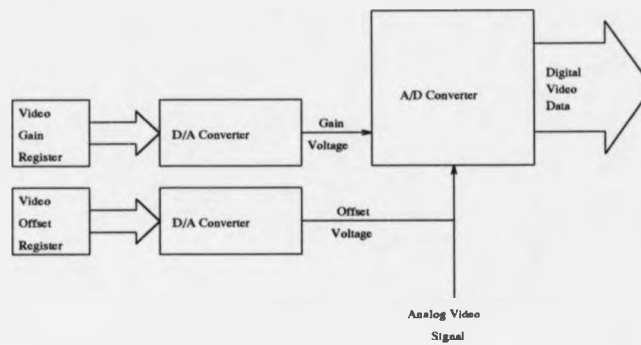 Video
Gain
Register
D/A Converter
Gain
Voltage
A/D Converter
Digital
Video
Data
Video
Offset
Register
D/A Converter
Offset
Voltage
Analog Video
Signal